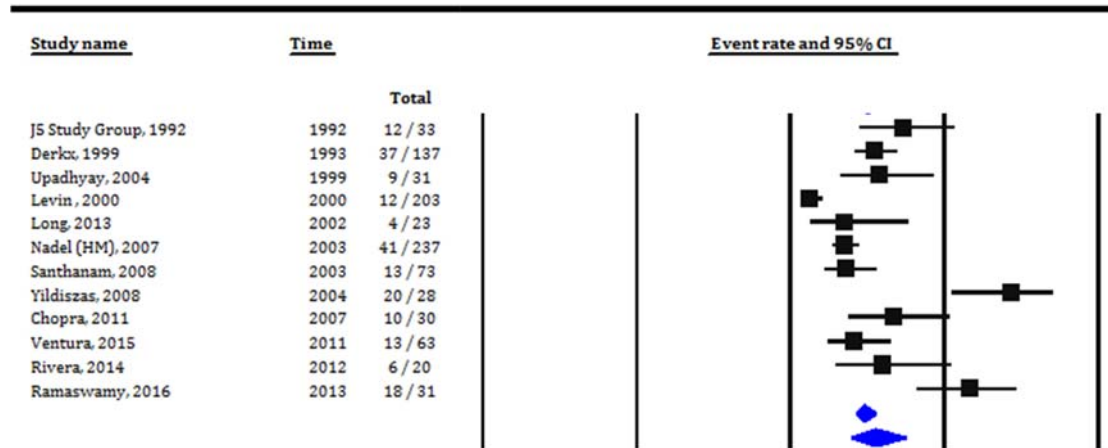 Study name Time Event rate and 95% CI
Total
J5 Study Group, 1992 1992 12 / 33
Derkx, 1999 1993 37 / 137
Upadhyay, 2004 1999 9 / 31
Levin , 2000 2000 12 / 203
Long, 2013 2002 4 / 23
Nadel (HM), 2007 2003 41 / 237
Santhanam, 2008 2003 13 / 73
Yildiszas, 2008 2004 20 / 28
Chopra, 2011 2007 10 / 30
Ventura, 2015 2011 13 / 63
Rivera, 2014 2012 6 / 20
Ramaswamy, 2016 2013 18 / 31